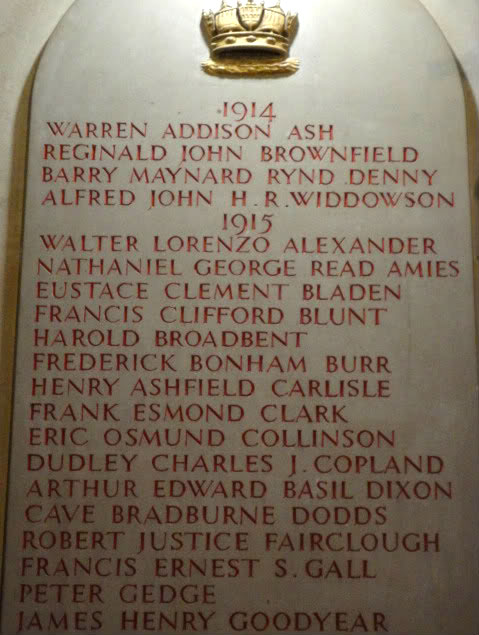 1914
WARREN ADDISON ASH
REGINALD JOHN BROWNFIELD
BARRY MAYNARD RYND DENNY
ALFRED JOHN H.R.WIDDOWSON
1915
WALTER LORENZO ALEXANDER
NATHANIEL GEORGE READ AMIES
EUSTACE CLEMENT BLADEN
FRANCIS CLIFFORD BLUNT
HAROLD BROADBENT
FREDERICK BONHAM BURR
HENRY ASHFIELD CARLISLE
FRANK ESMOND CLARK
ERIC OSMUND COLLINSON
DUDLEY CHARLES J.COPLAND
ARTHUR EDWARD BASIL DIXON
CAVE BRADBURNE DODDS
ROBERT JUSTICE FAIRCLOUGH
FRANCIS ERNEST S.GALL
PETER GEDGE
JAMES HENRY GOODYEAR